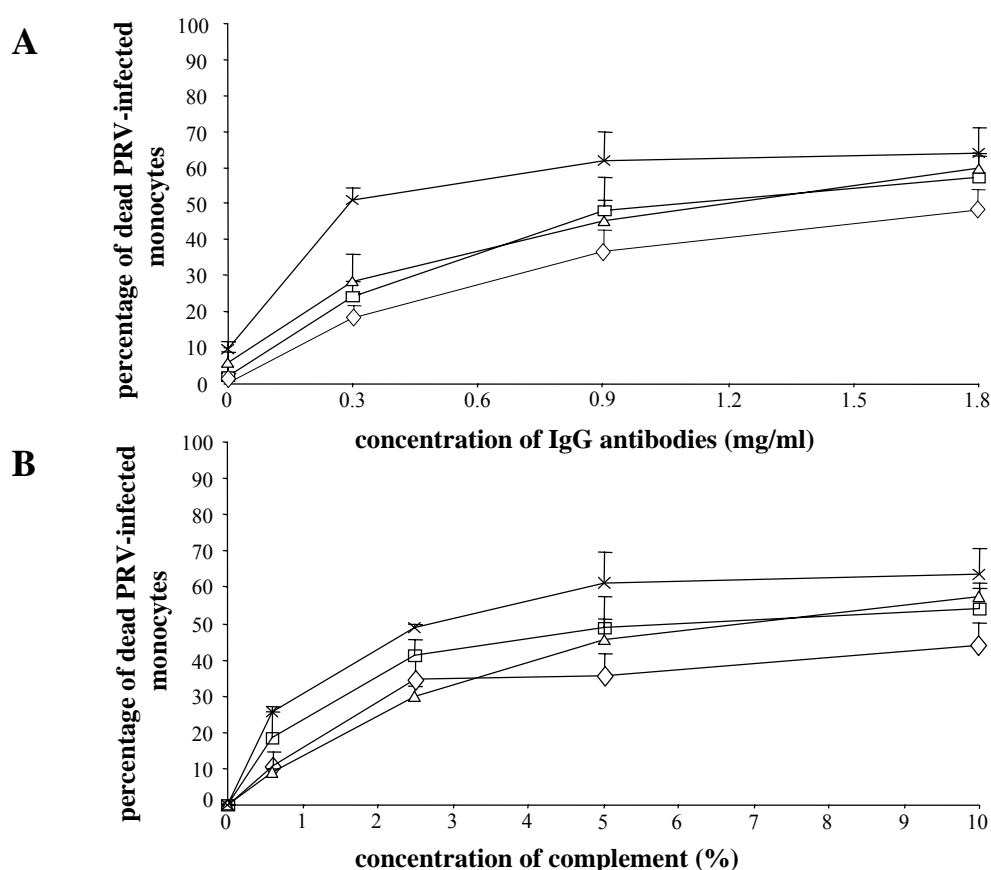 A
percentage of dead PRV-infected
monocytes
100
90
80
70
60
50
40
30
20
10
0
0 0.3 0.6 0.9 1.2 1.5 1.8
concentration of IgG antibodies (mg/ml)
B
percentage of dead PRV-infected
monocytes
100
90
80
70
60
50
40
30
20
10
0
0 1 2 3 4 5 6 7 8 9 10
concentration of complement (%)